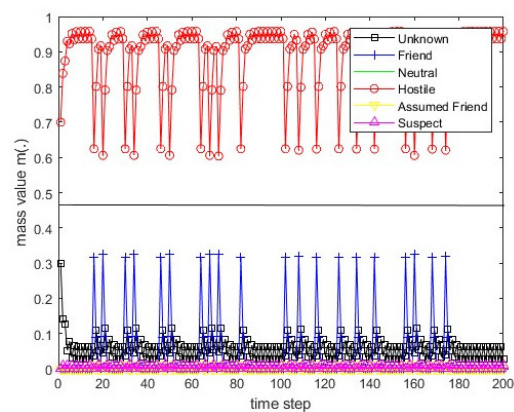 1
0.9
0.8
0.7
0.6
0.5
0.4
0.3
0.2
0.1
0
mass value m(.)
Unknown
Friend
Neutral
Hostile
Assumed Friend
Suspect
0 20 40 60 80 100 120 140 160 180 200
time step